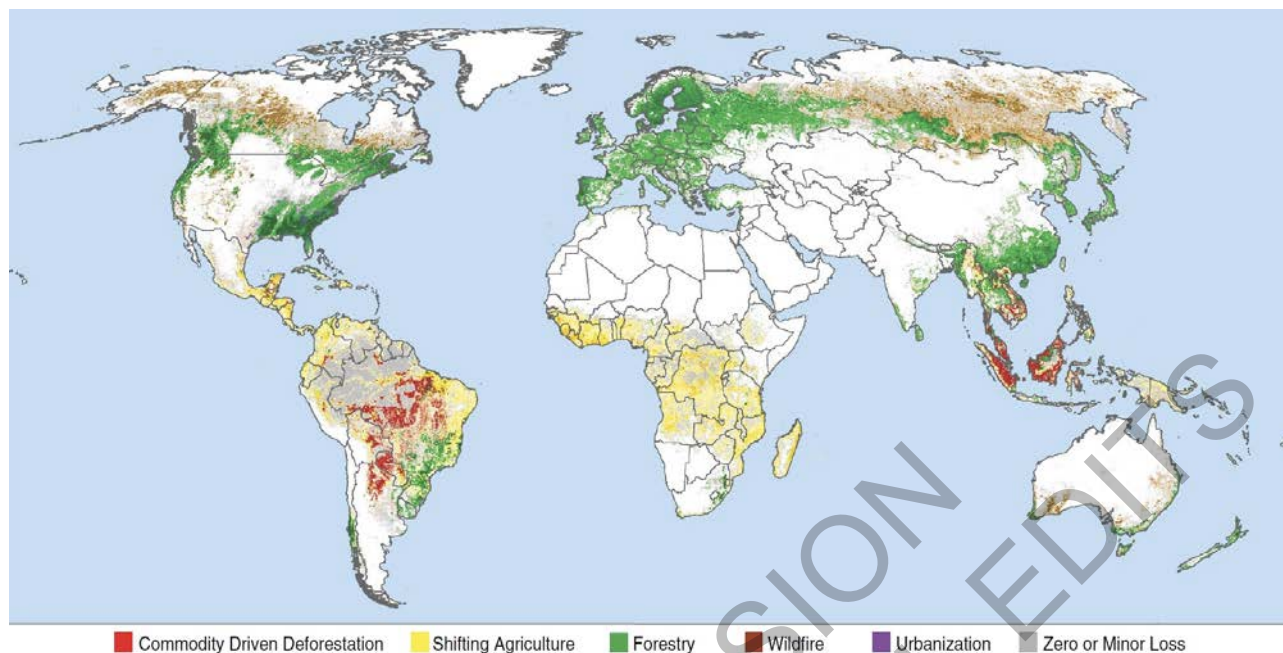 SION
EDITS
Commodity Driven Deforestation
Shifting Agriculture
Forestry
Wildfire
Urbanization
Zero or Minor Loss